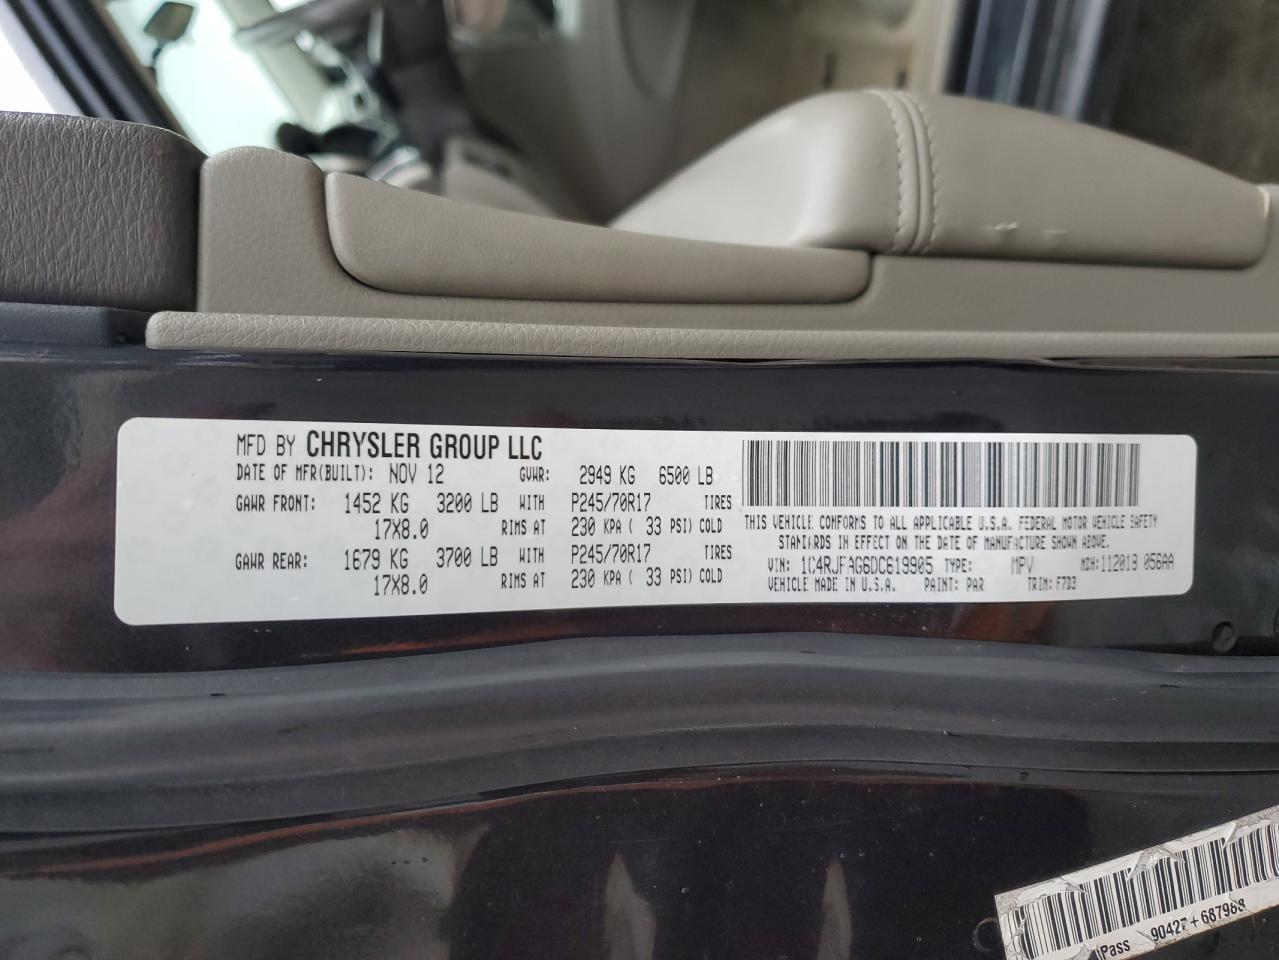 MFD BY CHRYSLER GROUP LLC
DATE OF MFR(BUILT): NOV 12 GVWR: 2949 KG 6500 LB
GAWR FRONT: 1452 KG 3200 LB WITH P245/70R17 TIRES
17X8.0 RIMS AT 230 KPA ( 33 PSI) COLD
GAWR REAR: 1679 KG 3700 LB WITH P245/70R17 TIRES
17X8.0 RIMS AT 230 KPA ( 33 PSI) COLD
THIS VEHICLE CONFORMS TO ALL APPLICABLE U.S.A. FEDERAL MOTOR VEHICLE SAFETY
STANDARDS IN EFFECT ON THE DATE OF MANUFACTURE SHOWN ABOVE.
VIN: 1C4RJFAG6DC619905 TYPE: MPV MDH: 112013 056AA
VEHICLE MADE IN U.S.A. PAINT: PAR TRIM: F7D3
Pass 90427+687988